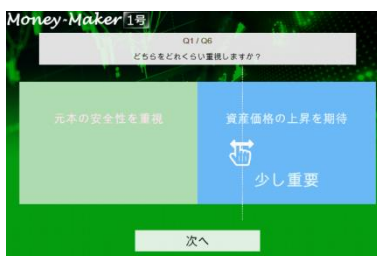 Money-Maker 1号
Q1 / Q6
どちらをどれくらい重視しますか？
元本の安全性を重視
資産価格の上昇を期待
少し重要
次へ